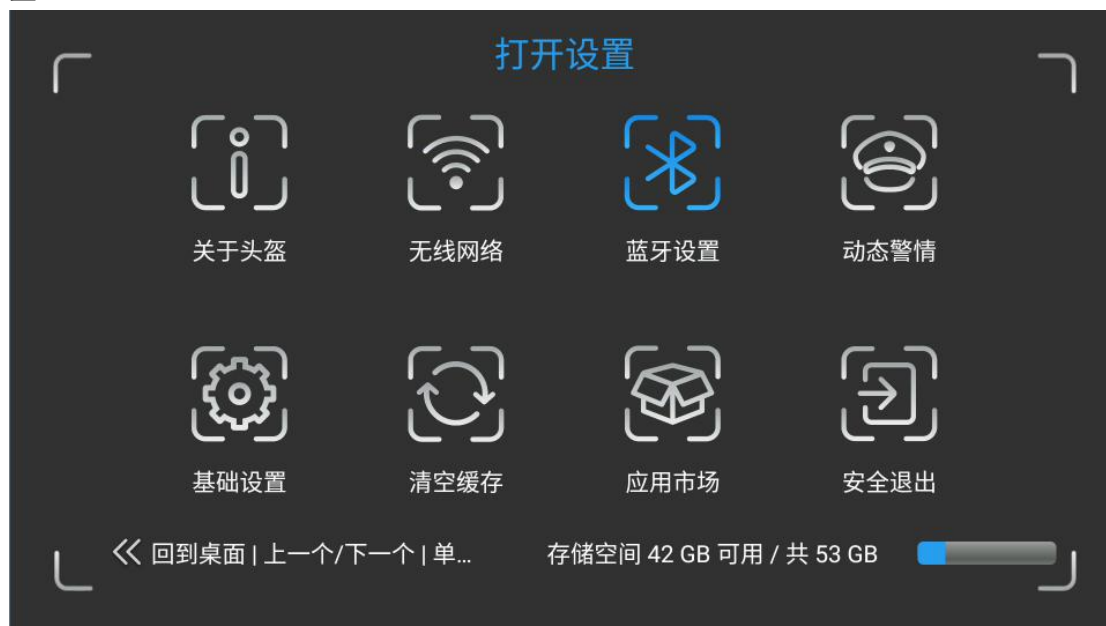 打开设置
关于头盔 无线网络 蓝牙设置 动态警情
基础设置 清空缓存 应用市场 安全退出
回到桌面 | 上一个/下一个 | 单... 存储空间 42 GB 可用 / 共 53 GB